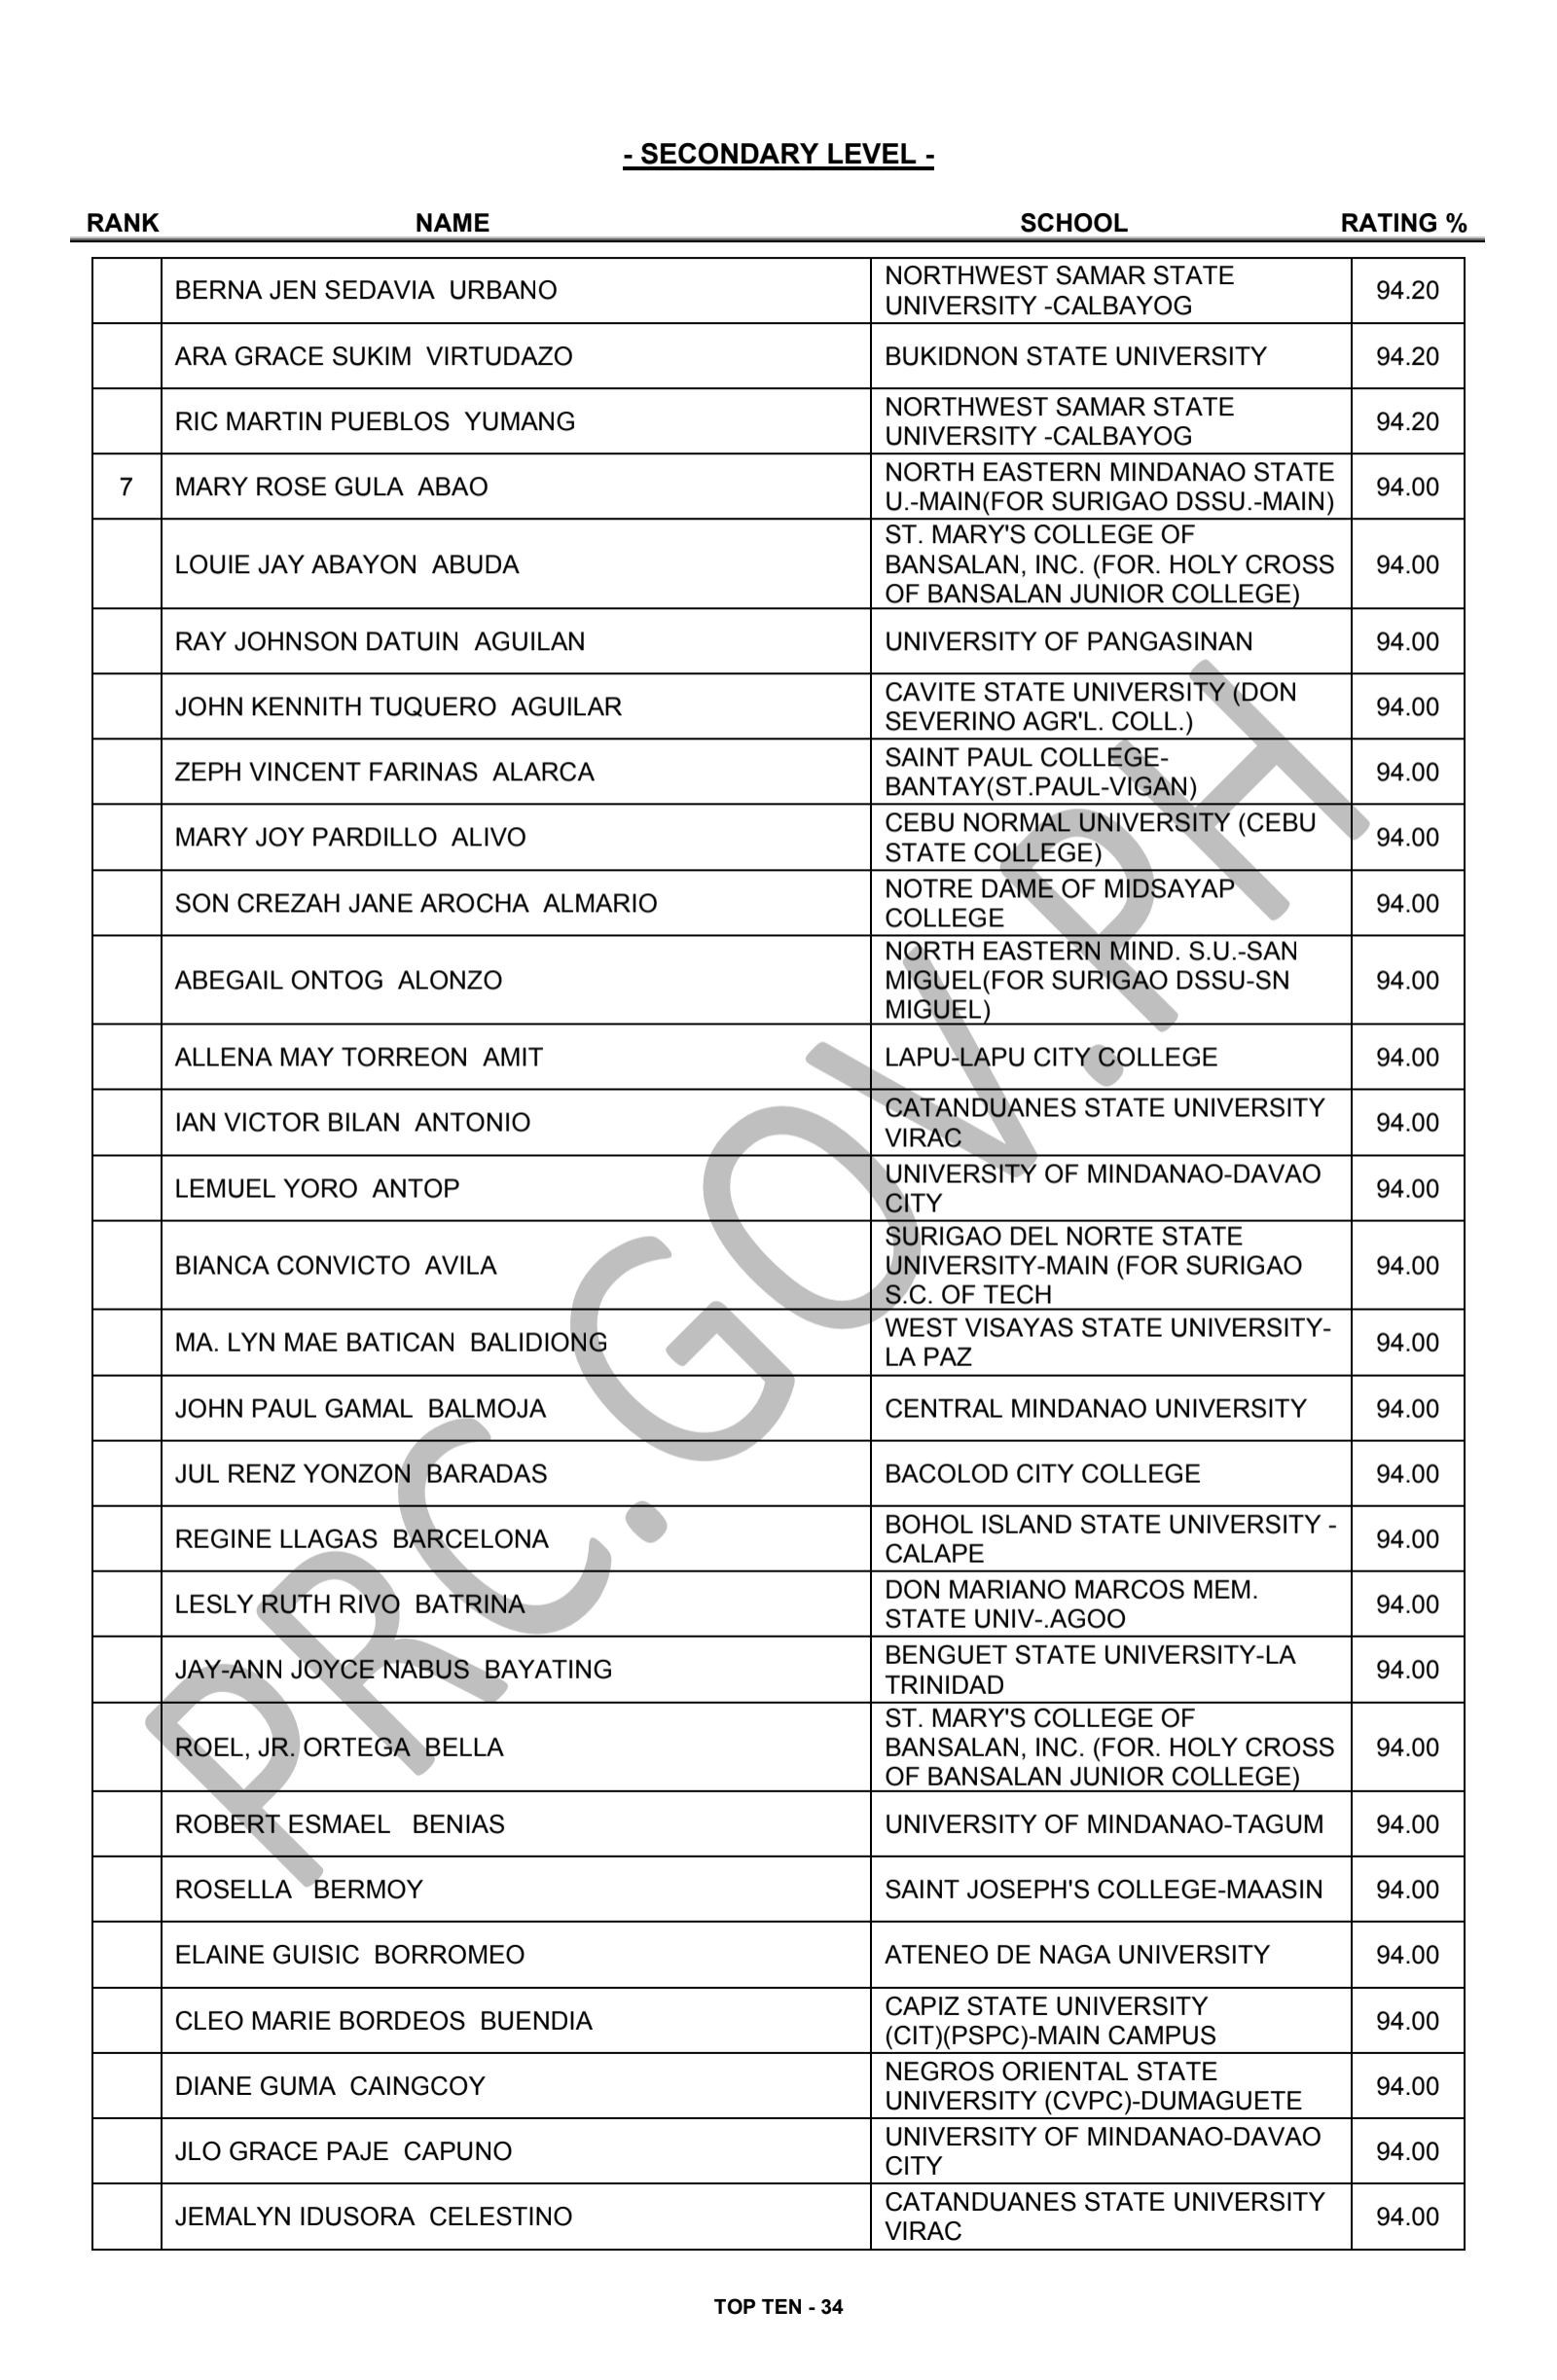 - SECONDARY LEVEL -
RANK NAME SCHOOL RATING %
BERNA JEN SEDAVIA  URBANO
NORTHWEST SAMAR STATE
UNIVERSITY -CALBAYOG
94.20
ARA GRACE SUKIM  VIRTUDAZO
BUKIDNON STATE UNIVERSITY
94.20
RIC MARTIN PUEBLOS  YUMANG
NORTHWEST SAMAR STATE
UNIVERSITY -CALBAYOG
94.20
7
MARY ROSE GULA  ABAO
NORTH EASTERN MINDANAO STATE
U.-MAIN(FOR SURIGAO DSSU.-MAIN)
94.00
LOUIE JAY ABAYON  ABUDA
ST. MARY'S COLLEGE OF
BANSALAN, INC. (FOR. HOLY CROSS
OF BANSALAN JUNIOR COLLEGE)
94.00
RAY JOHNSON DATUIN  AGUILAN
UNIVERSITY OF PANGASINAN
94.00
JOHN KENNITH TUQUERO  AGUILAR
CAVITE STATE UNIVERSITY (DON
SEVERINO AGR'L. COLL.)
94.00
ZEPH VINCENT FARINAS  ALARCA
SAINT PAUL COLLEGE-
BANTAY(ST.PAUL-VIGAN)
94.00
MARY JOY PARDILLO  ALIVO
CEBU NORMAL UNIVERSITY (CEBU
STATE COLLEGE)
94.00
SON CREZAH JANE AROCHA  ALMARIO
NOTRE DAME OF MIDSAYAP
COLLEGE
94.00
ABEGAIL ONTOG  ALONZO
NORTH EASTERN MIND. S.U.-SAN
MIGUEL(FOR SURIGAO DSSU-SN
MIGUEL)
94.00
ALLENA MAY TORREON  AMIT
LAPU-LAPU CITY COLLEGE
94.00
IAN VICTOR BILAN  ANTONIO
CATANDUANES STATE UNIVERSITY
VIRAC
94.00
LEMUEL YORO  ANTOP
UNIVERSITY OF MINDANAO-DAVAO
CITY
94.00
BIANCA CONVICTO  AVILA
SURIGAO DEL NORTE STATE
UNIVERSITY-MAIN (FOR SURIGAO
S.C. OF TECH
94.00
MA. LYN MAE BATICAN  BALIDIONG
WEST VISAYAS STATE UNIVERSITY-
LA PAZ
94.00
JOHN PAUL GAMAL  BALMOJA
CENTRAL MINDANAO UNIVERSITY
94.00
JUL RENZ YONZON  BARADAS
BACOLOD CITY COLLEGE
94.00
REGINE LLAGAS  BARCELONA
BOHOL ISLAND STATE UNIVERSITY -
CALAPE
94.00
LESLY RUTH RIVO  BATRINA
DON MARIANO MARCOS MEM.
STATE UNIV-.AGOO
94.00
JAY-ANN JOYCE NABUS  BAYATING
BENGUET STATE UNIVERSITY-LA
TRINIDAD
94.00
ROEL, JR. ORTEGA  BELLA
ST. MARY'S COLLEGE OF
BANSALAN, INC. (FOR. HOLY CROSS
OF BANSALAN JUNIOR COLLEGE)
94.00
ROBERT ESMAEL   BENIAS
UNIVERSITY OF MINDANAO-TAGUM
94.00
ROSELLA   BERMOY
SAINT JOSEPH'S COLLEGE-MAASIN
94.00
ELAINE GUISIC  BORROMEO
ATENEO DE NAGA UNIVERSITY
94.00
CLEO MARIE BORDEOS  BUENDIA
CAPIZ STATE UNIVERSITY
(CIT)(PSPC)-MAIN CAMPUS
94.00
DIANE GUMA  CAINGCOY
NEGROS ORIENTAL STATE
UNIVERSITY (CVPC)-DUMAGUETE
94.00
JLO GRACE PAJE  CAPUNO
UNIVERSITY OF MINDANAO-DAVAO
CITY
94.00
JEMALYN IDUSORA  CELESTINO
CATANDUANES STATE UNIVERSITY
VIRAC
94.00
PRC.GOV.PH
TOP TEN - 34